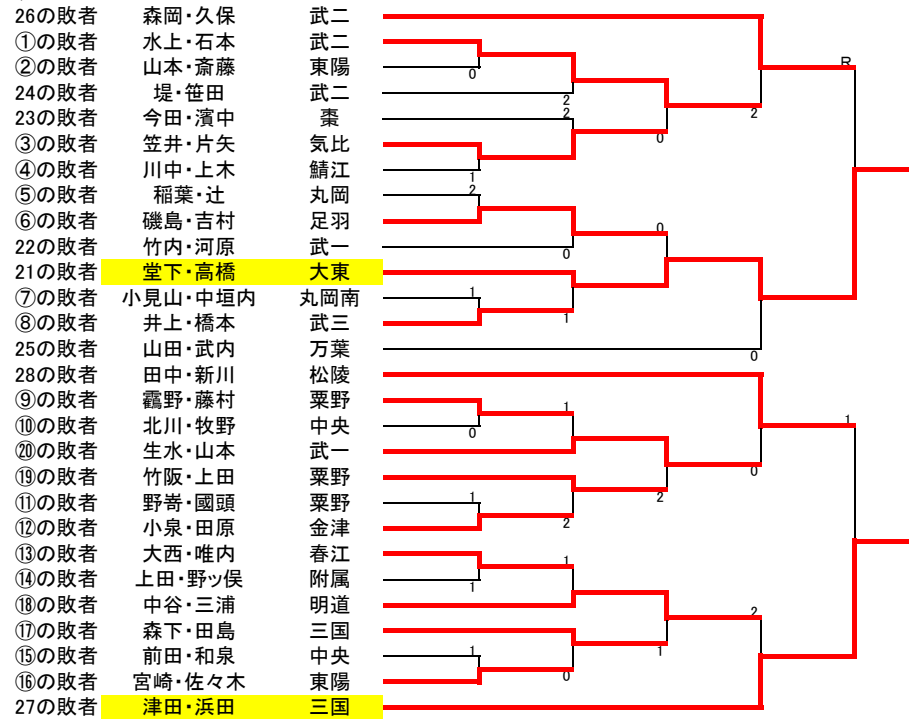 26の敗者 森岡・久保 武二
①の敗者 水上・石本 武二
R
②の敗者 山本・斎藤 東陽
0
24の敗者 堤・笹田 武二
2
2
23の敗者 今田・濱中 棗
2
③の敗者 笠井・片矢 気比
0
④の敗者 川中・上木 鯖江
1
⑤の敗者 稲葉・辻 丸岡
2
⑥の敗者 磯島・吉村 足羽
0
22の敗者 竹内・河原 武一
0
21の敗者 堂下・高橋 大東
⑦の敗者 小見山・中垣内 丸岡南
1
⑧の敗者 井上・橋本 武三
1
25の敗者 山田・武内 万葉
0
28の敗者 田中・新川 松陵
⑨の敗者 靍野・藤村 粟野
1
⑩の敗者 北川・牧野 中央
0
1
⑳の敗者 生水・山本 武一
0
⑲の敗者 竹阪・上田 粟野
⑪の敗者 野嵜・國頭 粟野
1
2
⑫の敗者 小泉・田原 金津
2
⑬の敗者 大西・唯内 春江
1
⑭の敗者 上田・野ッ俣 附属
1
⑱の敗者 中谷・三浦 明道
2
⑰の敗者 森下・田島 三国
⑮の敗者 前田・和泉 中央
1
1
⑯の敗者 宮崎・佐々木 東陽
0
27の敗者 津田・浜田 三国